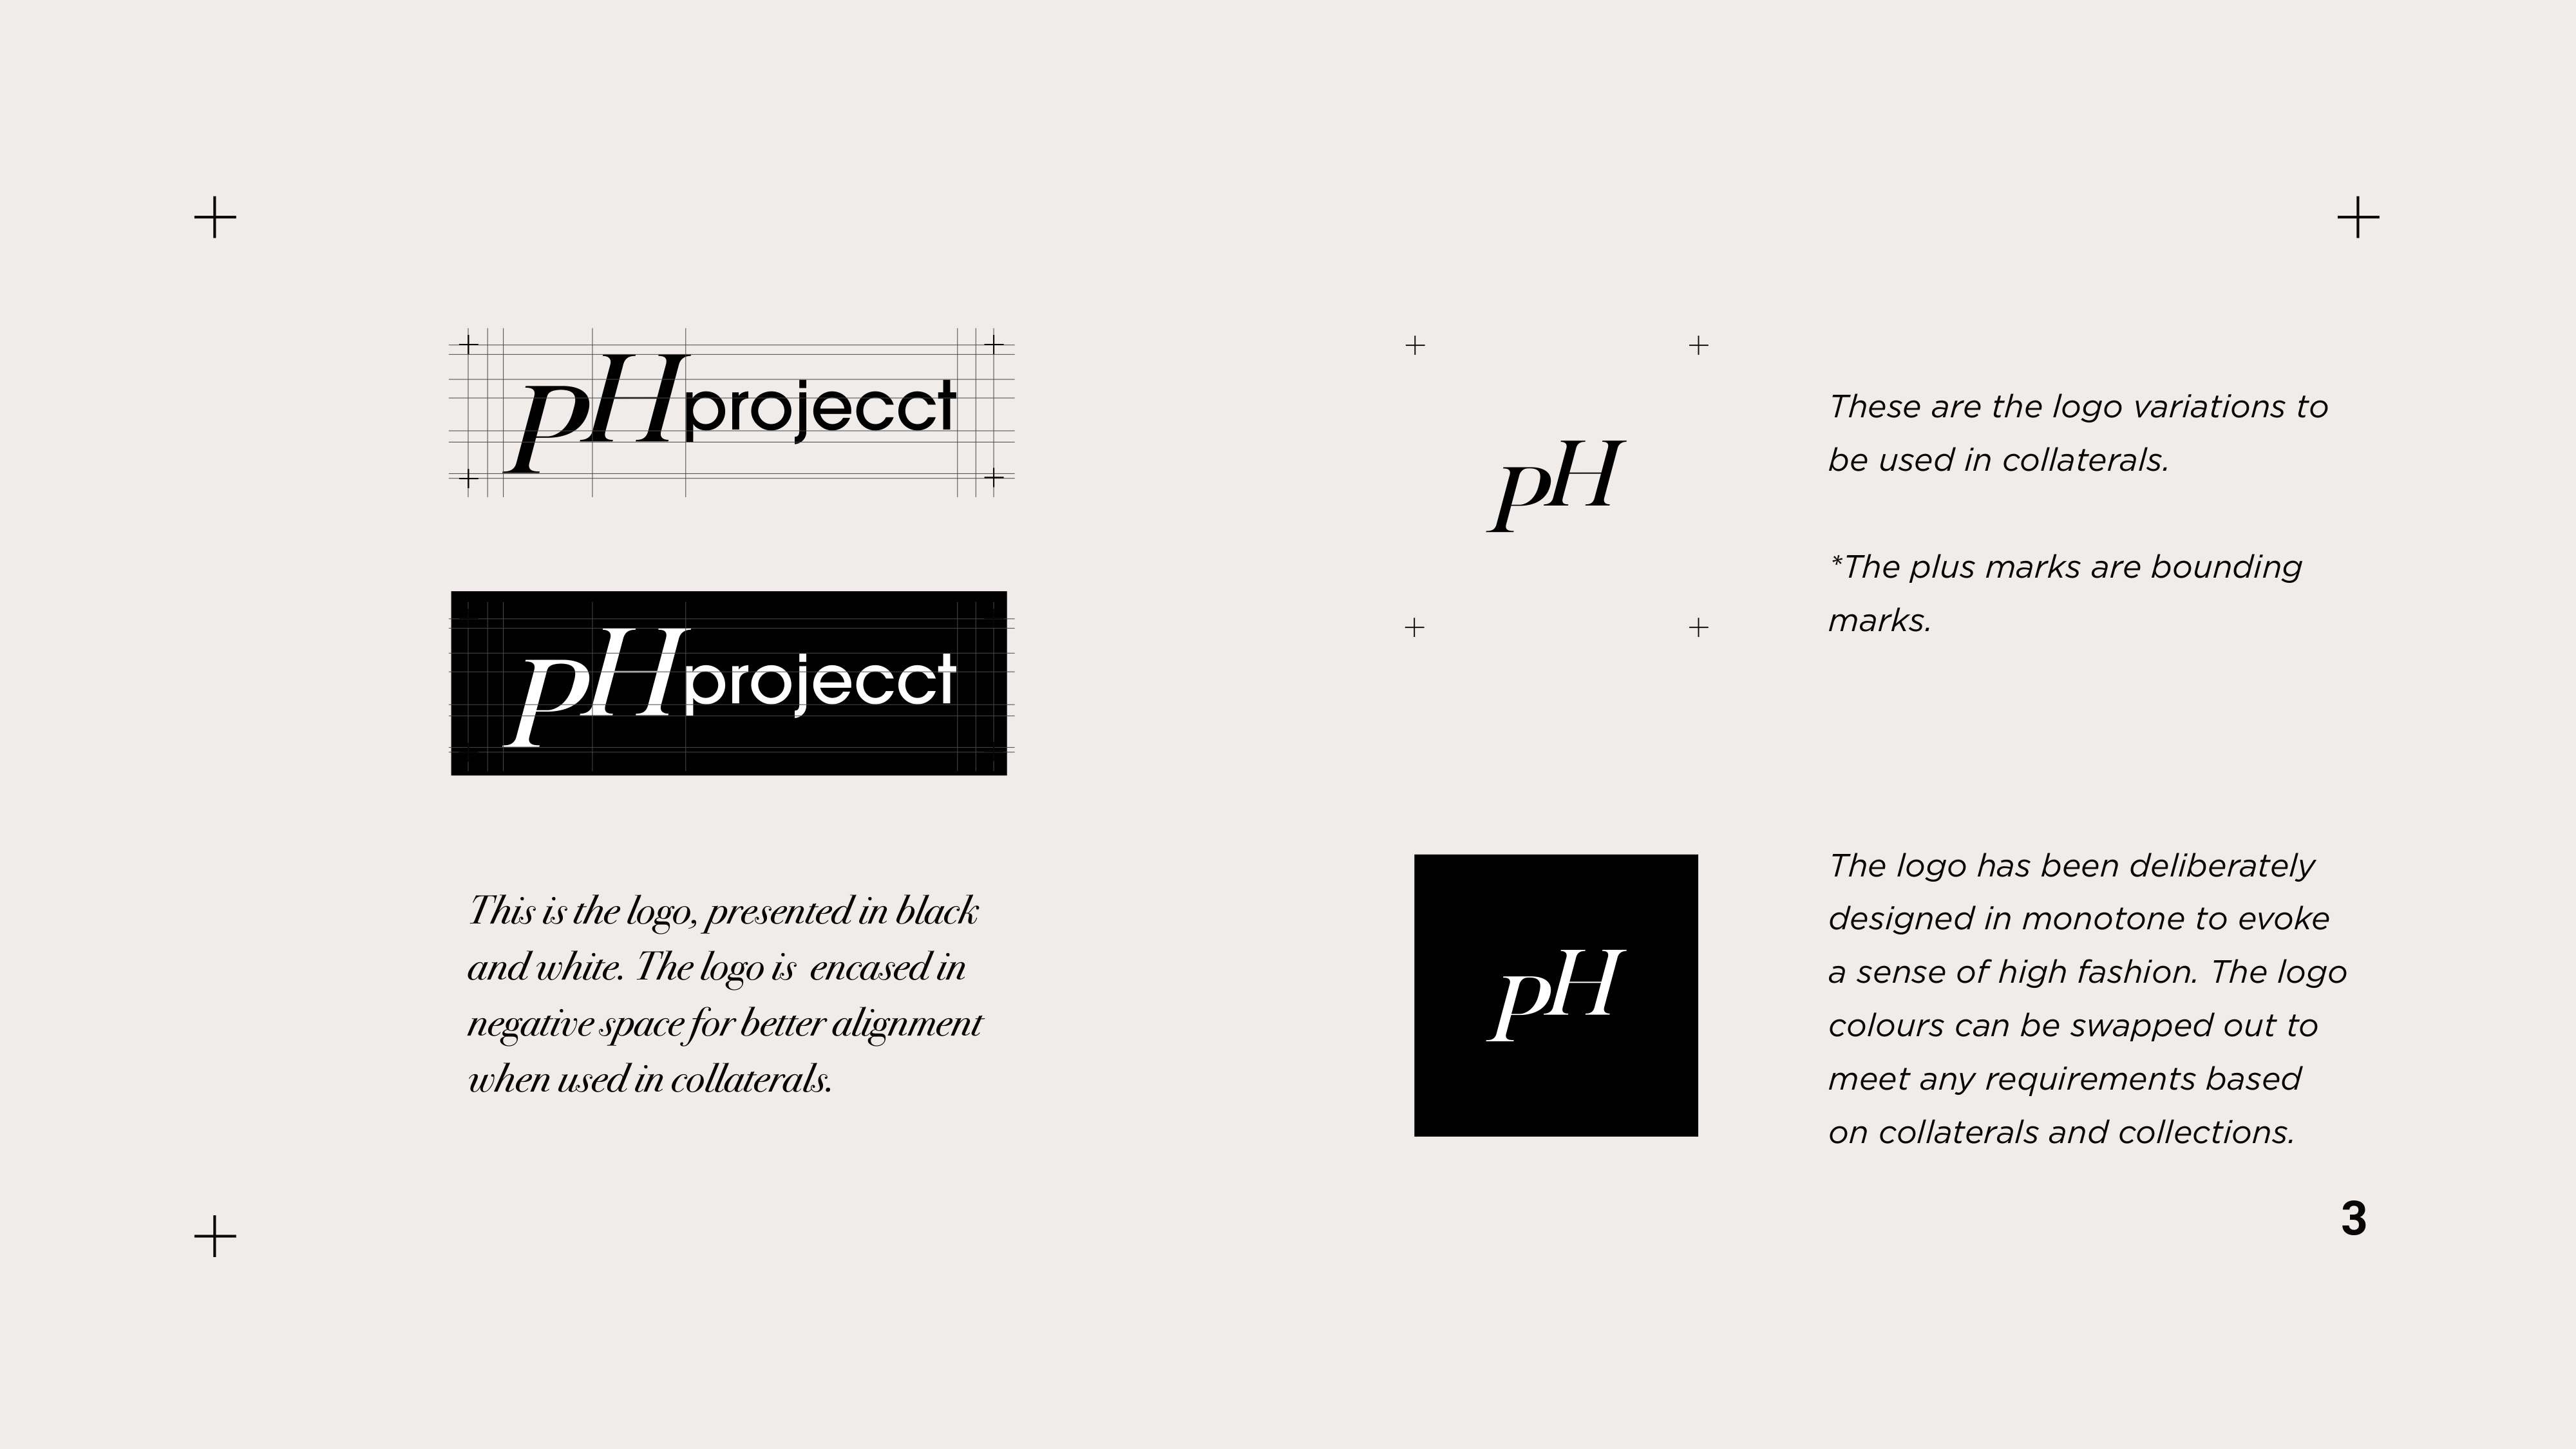 pHprojecct
pHprojecct
This is the logo, presented in black
and white. The logo is  encased in
negative space for better alignment
when used in collaterals.
pH
These are the logo variations to
be used in collaterals.
*The plus marks are bounding
marks.
pH
The logo has been deliberately
designed in monotone to evoke
a sense of high fashion. The logo
colours can be swapped out to
meet any requirements based
on collaterals and collections.
3